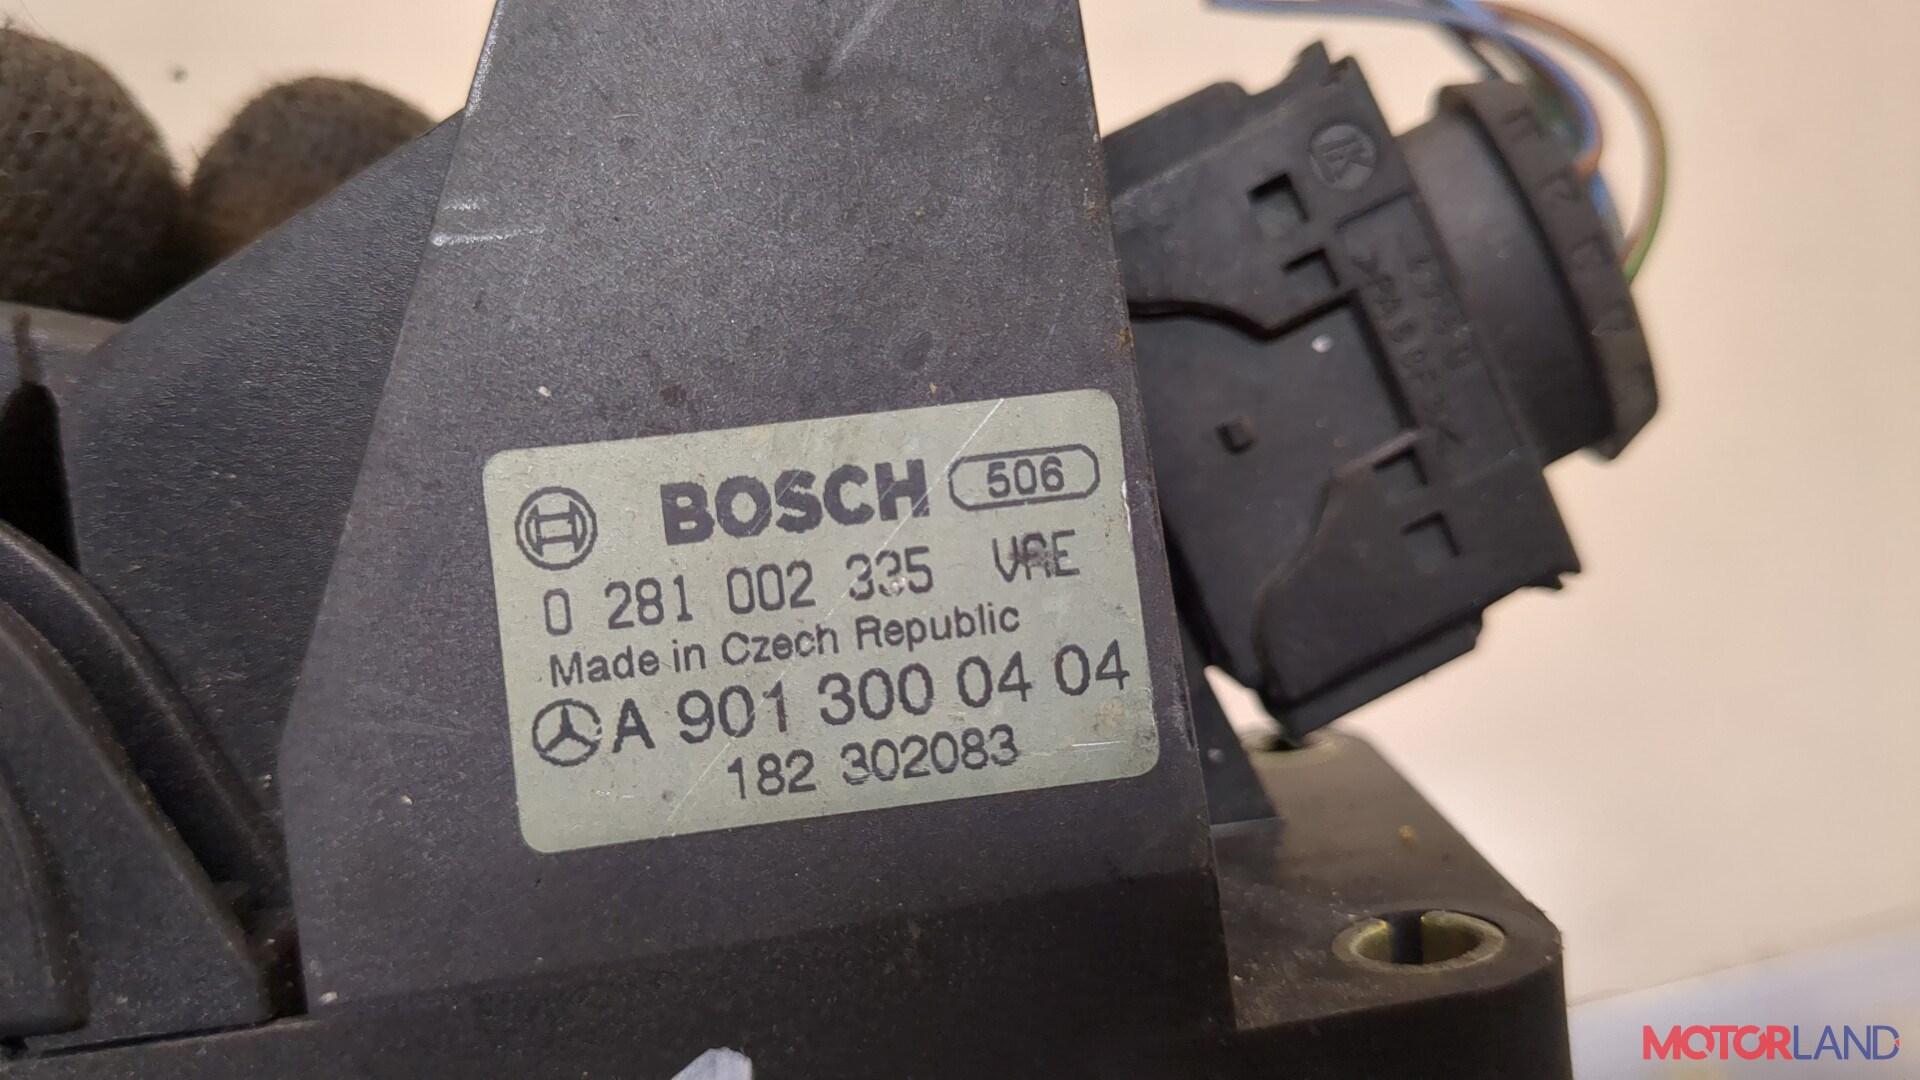 BOSCH 506
0 281 002 335 VAE
Made in Czech Republic
A 901 300 04 04
182 302083
MOTORLAND